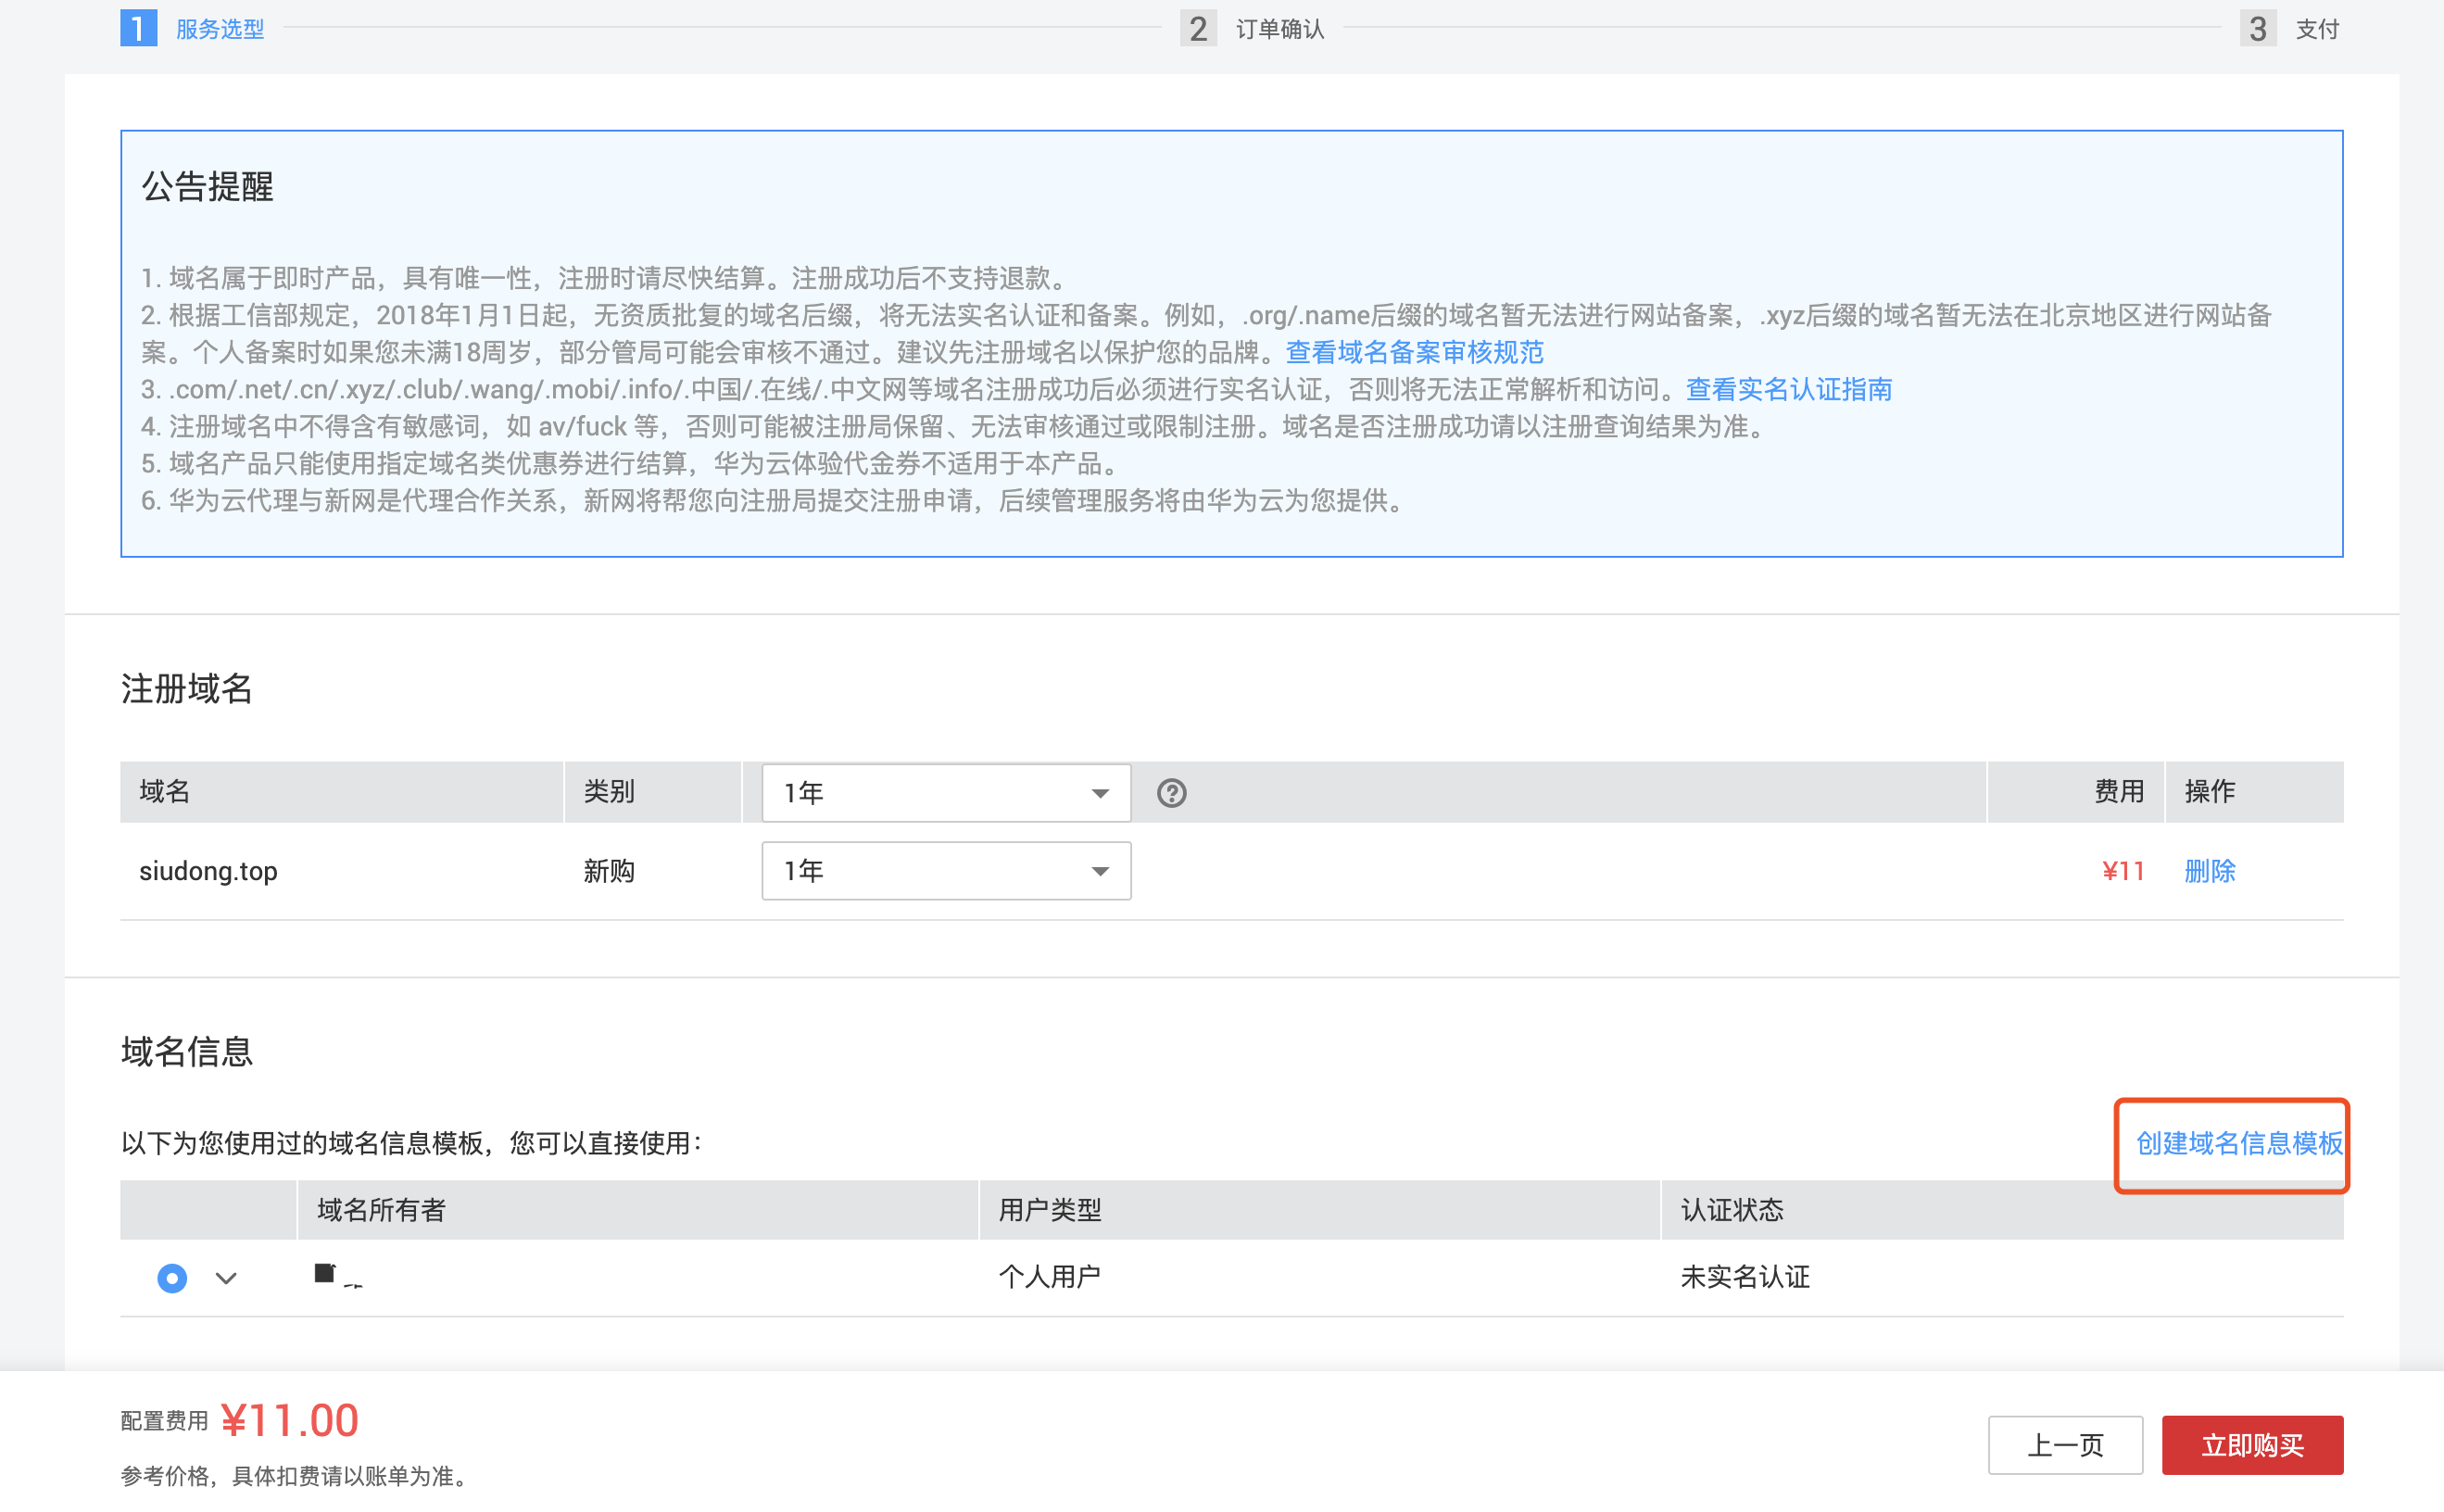 1 服务选型
2 订单确认
3 支付
公告提醒
1. 域名属于即时产品，具有唯一性，注册时请尽快结算。注册成功后不支持退款。
2. 根据工信部规定，2018年1月1日起，无资质批复的域名后缀，将无法实名认证和备案。例如，.org/.name后缀的域名暂无法进行网站备案，.xyz后缀的域名暂无法在北京地区进行网站备
案。个人备案时如果您未满18周岁，部分管局可能会审核不通过。建议先注册域名以保护您的品牌。查看域名备案审核规范
3. .com/.net/.cn/.xyz/.club/.wang/.mobi/.info/.中国/.在线/.中文网等域名注册成功后必须进行实名认证，否则将无法正常解析和访问。查看实名认证指南
4. 注册域名中不得含有敏感词，如 av/fuck 等，否则可能被注册局保留、无法审核通过或限制注册。域名是否注册成功请以注册查询结果为准。
5. 域名产品只能使用指定域名类优惠券进行结算，华为云体验代金券不适用于本产品。
6. 华为云代理与新网是代理合作关系，新网将帮您向注册局提交注册申请，后续管理服务将由华为云为您提供。
注册域名
域名 类别 1年 费用 操作
siudong.top 新购 1年 ¥11 删除
域名信息
以下为您使用过的域名信息模板，您可以直接使用：
创建域名信息模板
域名所有者 用户类型 认证状态
个人用户 未实名认证
配置费用 ¥11.00
参考价格，具体扣费请以账单为准。
上一页 立即购买